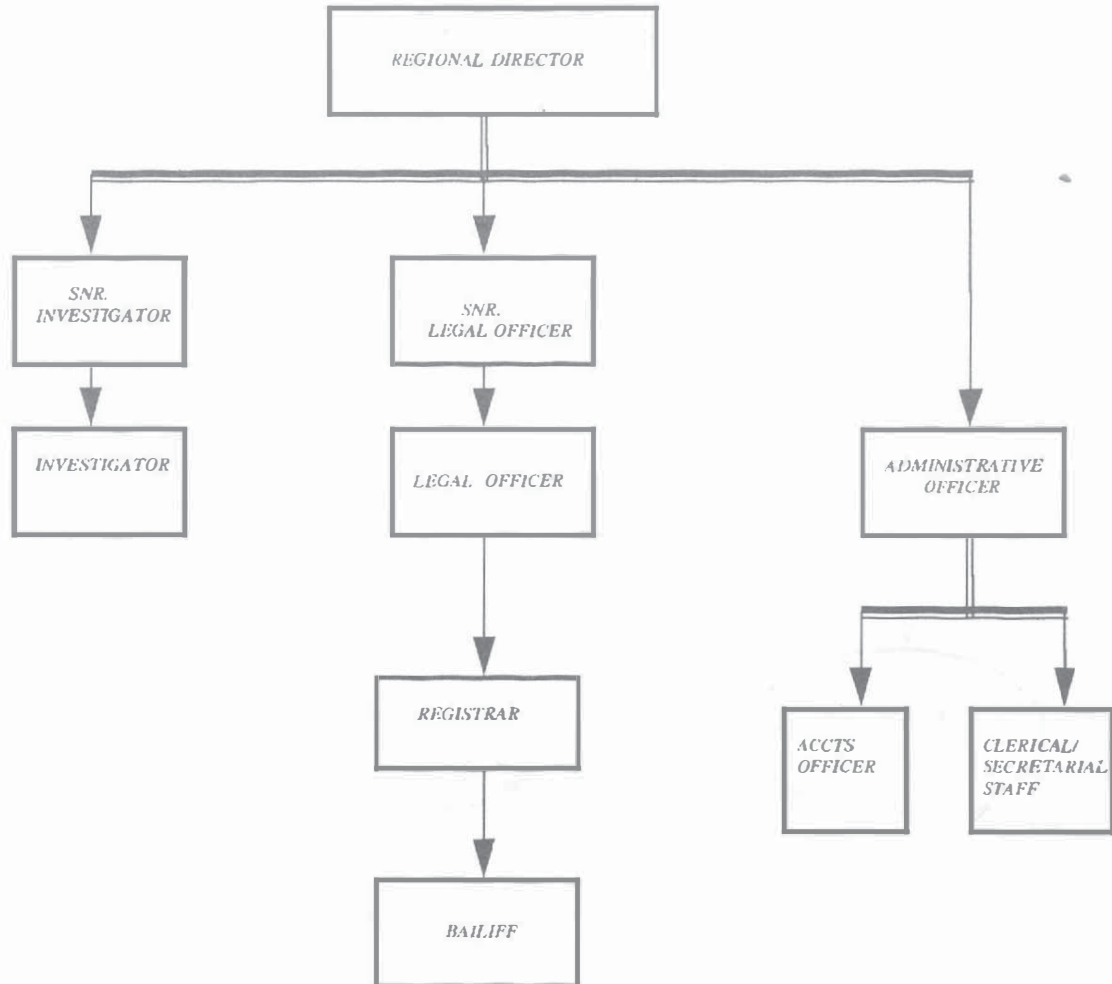 REGIONAL DIRECTOR
SNR.
INVESTIGATOR
SNR.
LEGAL OFFICER
INVESTIGATOR
LEGAL OFFICER
ADMINISTRATIVE
OFFICER
REGISTRAR
ACCTS
OFFICER
CLERICAL/
SECRETARIAL
STAFF
BAILIFF